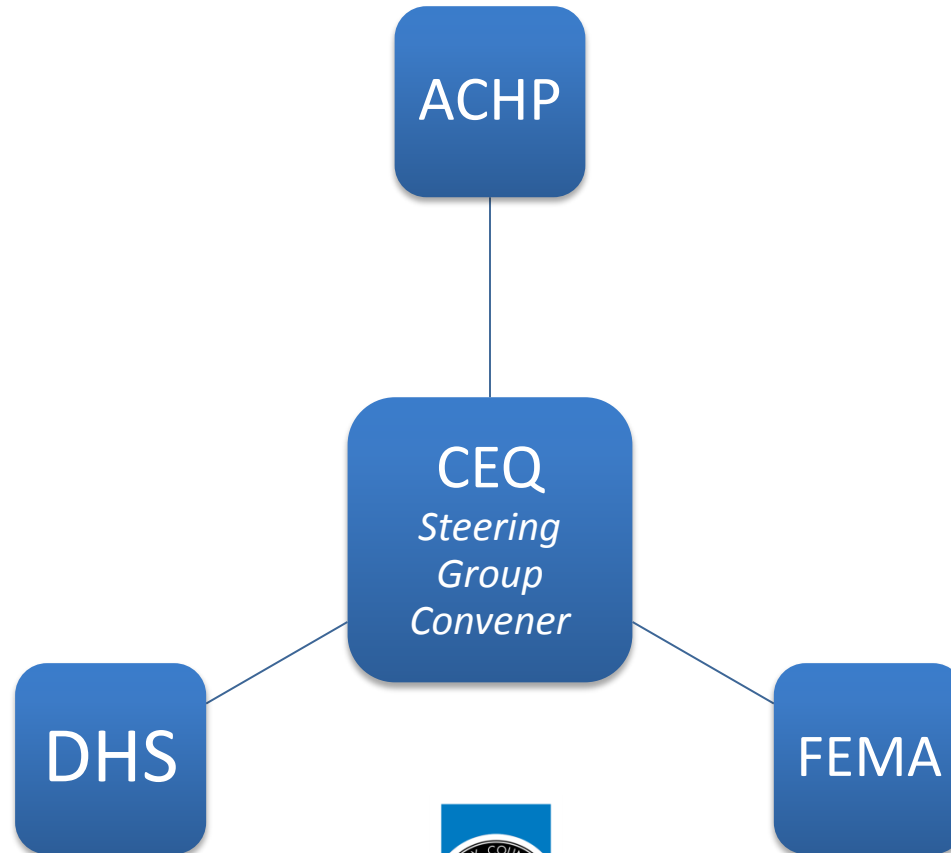 ACHP
CEQ
Steering
Group
Convener
DHS
FEMA